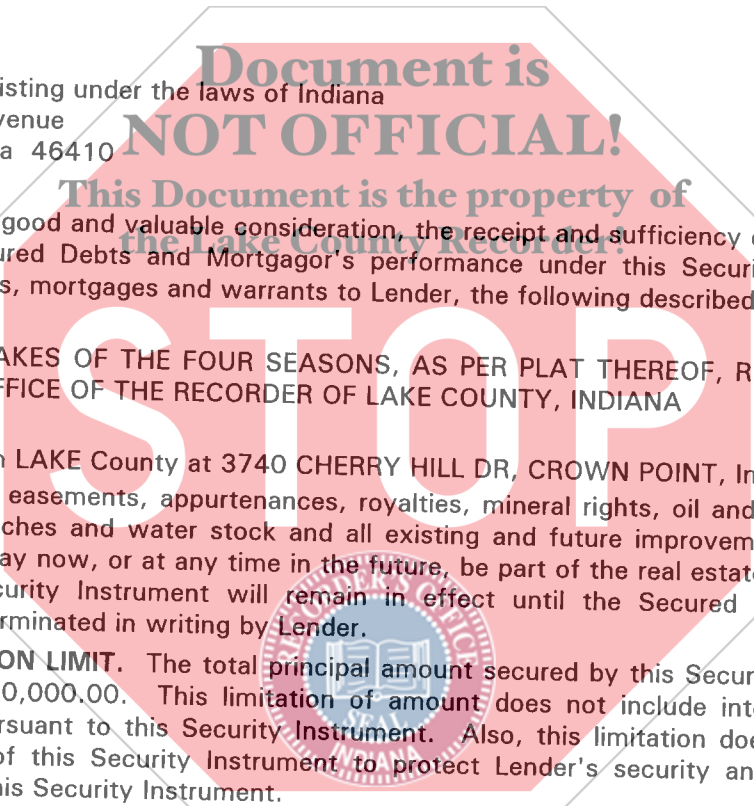 Document is
isting under the laws of Indiana
venue
NOT OFFICIAL!
a 46410
This Document is the property of
good and valuable consideration, the receipt and sufficiency
the Lake County Recorder!
ured Debts and Mortgagor's performance under this Securi
s, mortgages and warrants to Lender, the following described
STOP
AKES OF THE FOUR SEASONS, AS PER PLAT THEREOF, R
FFICE OF THE RECORDER OF LAKE COUNTY, INDIANA
LAKE County at 3740 CHERRY HILL DR, CROWN POINT, In
easements, appurtenances, royalties, mineral rights, oil and
ches and water stock and all existing and future improvem
ay now, or at any time in the future, be part of the real estate
curity Instrument will remain in effect until the Secured
rminated in writing by Lender.
RECORDER'S OFFICE
SEAL
INDIANA
ON LIMIT. The total principal amount secured by this Secur
0,000.00. This limitation of amount does not include int
rsuant to this Security Instrument. Also, this limitation doe
of this Security Instrument to protect Lender's security an
his Security Instrument.